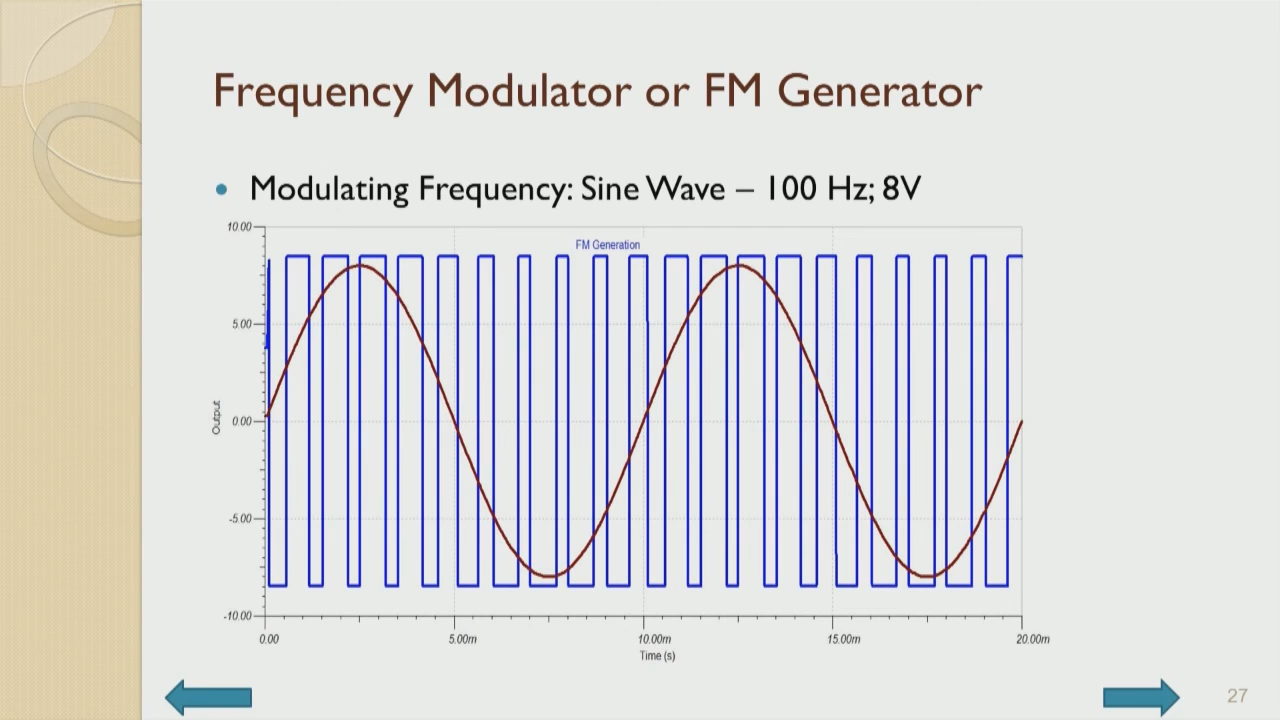 Frequency Modulator or FM Generator
• Modulating Frequency: Sine Wave – 100 Hz; 8V
FM Generation
10.00
5.00
0.00
-5.00
-10.00
Output
0.00 5.00m 10.00m 15.00m 20.00m
Time (s)
27